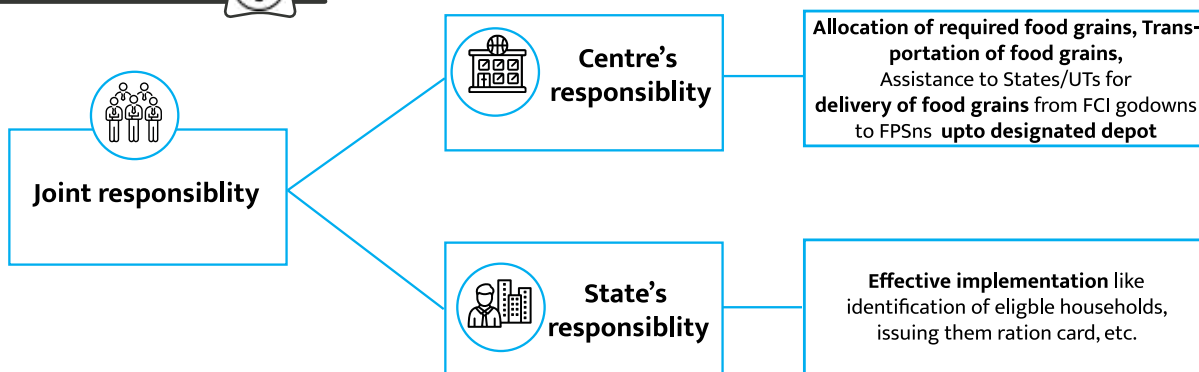 Joint responsiblity
Centre's
responsiblity
Allocation of required food grains, Trans-
portation of food grains,
Assistance to States/UTs for
delivery of food grains from FCI godowns
to FPSns upto designated depot
State's
responsiblity
Effective implementation like
identification of eligble households,
issuing them ration card, etc.